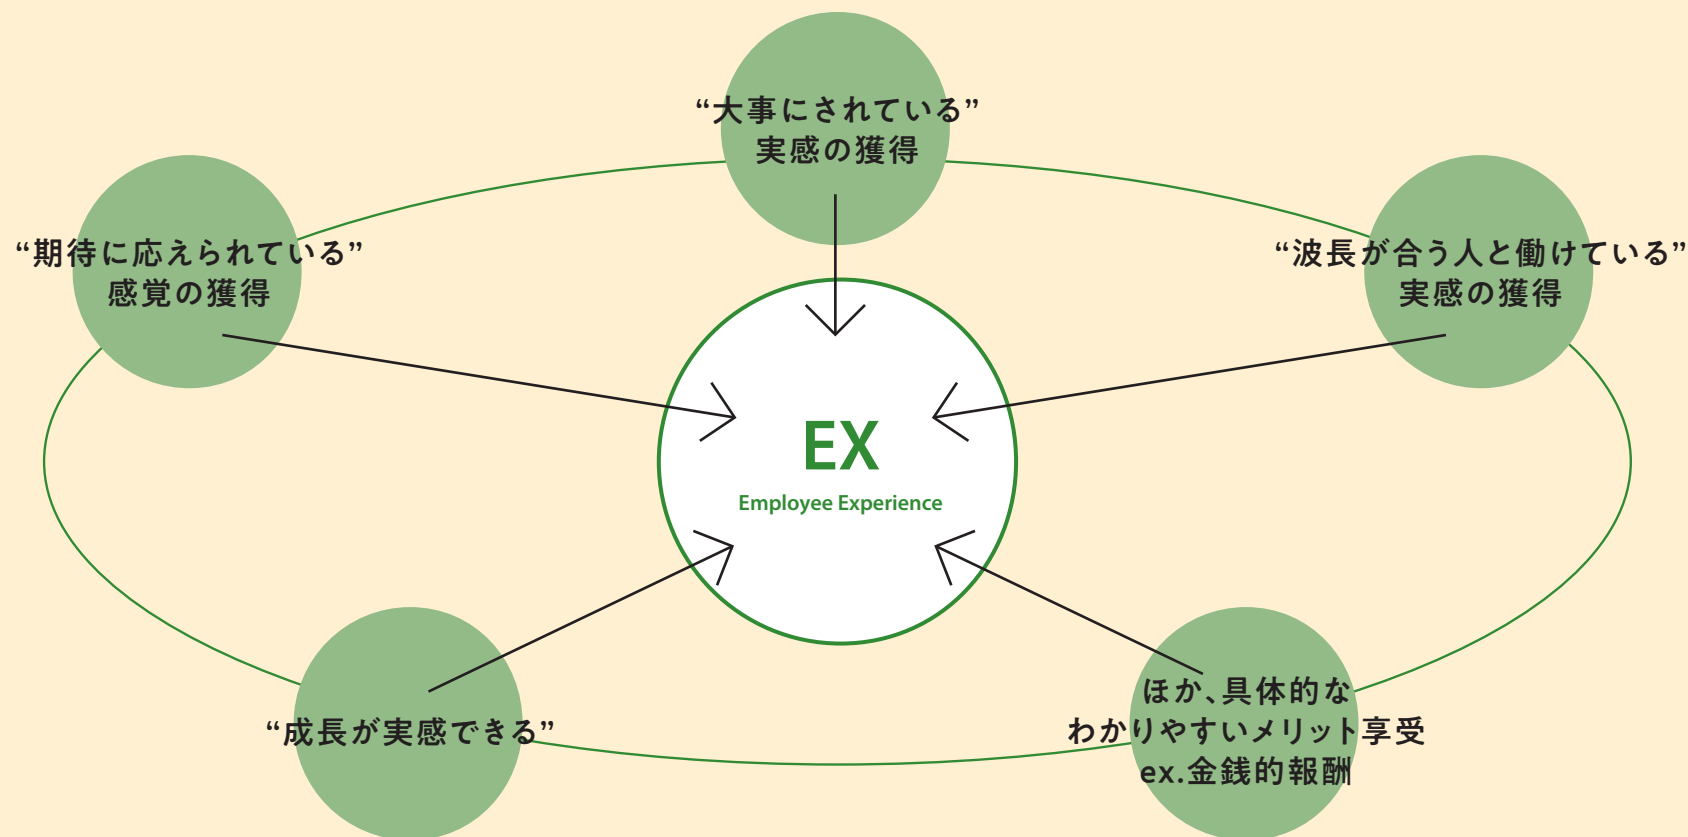 “大事にされている”
実感の獲得
“期待に応えられている”
感覚の獲得
“波長が合う人と働けている”
実感の獲得
EX
Employee Experience
“成長が実感できる”
ほか、具体的な
わかりやすいメリット享受
ex.金銭的報酬